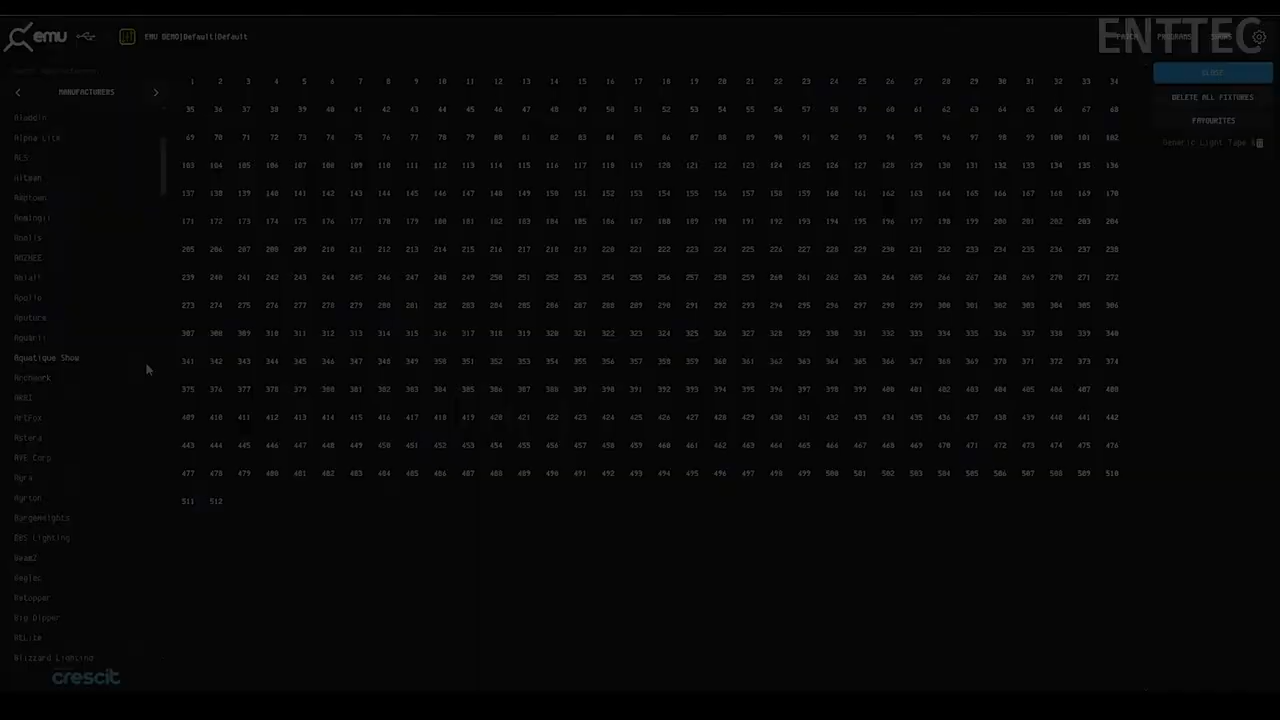 emu
EMU DEMO|Default|Default
ENTTEC
PATCH PROGRAMS SHOWS
CLOSE
MANUFACTURERS
DELETE ALL FIXTURES
FAVOURITES
Generic Light Tape
1 2 3 4 5 6 7 8 9 10 11 12 13 14 15 16 17 18 19 20 21 22 23 24 25 26 27 28 29 30 31 32 33 34
35 36 37 38 39 40 41 42 43 44 45 46 47 48 49 50 51 52 53 54 55 56 57 58 59 60 61 62 63 64 65 66 67 68
69 70 71 72 73 74 75 76 77 78 79 80 81 82 83 84 85 86 87 88 89 90 91 92 93 94 95 96 97 98 99 100 101 102
103 104 105 106 107 108 109 110 111 112 113 114 115 116 117 118 119 120 121 122 123 124 125 126 127 128 129 130 131 132 133 134 135 136
137 138 139 140 141 142 143 144 145 146 147 148 149 150 151 152 153 154 155 156 157 158 159 160 161 162 163 164 165 166 167 168 169 170
171 172 173 174 175 176 177 178 179 180 181 182 183 184 185 186 187 188 189 190 191 192 193 194 195 196 197 198 199 200 201 202 203 204
205 206 207 208 209 210 211 212 213 214 215 216 217 218 219 220 221 222 223 224 225 226 227 228 229 230 231 232 233 234 235 236 237 238
239 240 241 242 243 244 245 246 247 248 249 250 251 252 253 254 255 256 257 258 259 260 261 262 263 264 265 266 267 268 269 270 271 272
273 274 275 276 277 278 279 280 281 282 283 284 285 286 287 288 289 290 291 292 293 294 295 296 297 298 299 300 301 302 303 304 305 306
307 308 309 310 311 312 313 314 315 316 317 318 319 320 321 322 323 324 325 326 327 328 329 330 331 332 333 334 335 336 337 338 339 340
341 342 343 344 345 346 347 348 349 350 351 352 353 354 355 356 357 358 359 360 361 362 363 364 365 366 367 368 369 370 371 372 373 374
375 376 377 378 379 380 381 382 383 384 385 386 387 388 389 390 391 392 393 394 395 396 397 398 399 400 401 402 403 404 405 406 407 408
409 410 411 412 413 414 415 416 417 418 419 420 421 422 423 424 425 426 427 428 429 430 431 432 433 434 435 436 437 438 439 440 441 442
443 444 445 446 447 448 449 450 451 452 453 454 455 456 457 458 459 460 461 462 463 464 465 466 467 468 469 470 471 472 473 474 475 476
477 478 479 480 481 482 483 484 485 486 487 488 489 490 491 492 493 494 495 496 497 498 499 500 501 502 503 504 505 506 507 508 509 510
511 512
Aladdin
Alpha Lite
ALS
Altman
Anolis
Apollo
Aputure
Aquarii
Aquatique Show
Archwork
ARRI
ArtFox
Astera
AVE Corp
Ayra
Ayrton
BBS Lighting
BeamZ
Beglec
Betopper
Big Dipper
Blizzard Lighting
crescit